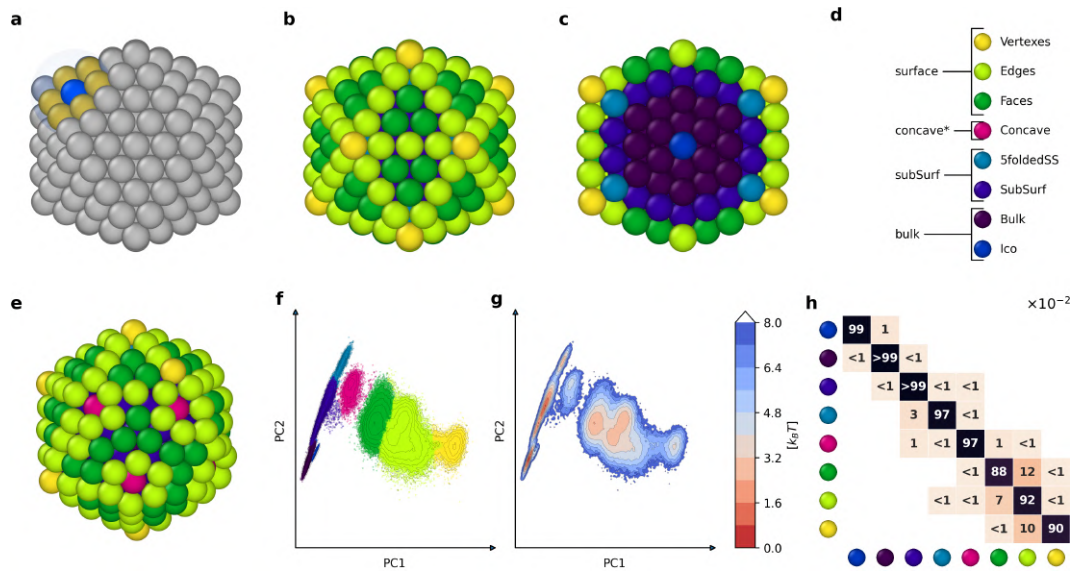 a
b
c
d
surface
Vertexes
Edges
Faces
concave*
Concave
subSurf
5foldedSS
SubSurf
bulk
Bulk
Ico
e
f
PC2
PC1
g
PC2
PC1
8.0
6.4
4.8
3.2
1.6
0.0
[k_BT]
h
×10⁻²
99 1
<1 >99 <1
<1 >99 <1 <1
3 97 <1
1 <1 97 1 <1
<1 88 12 <1
<1 <1 7 92 <1
<1 10 90